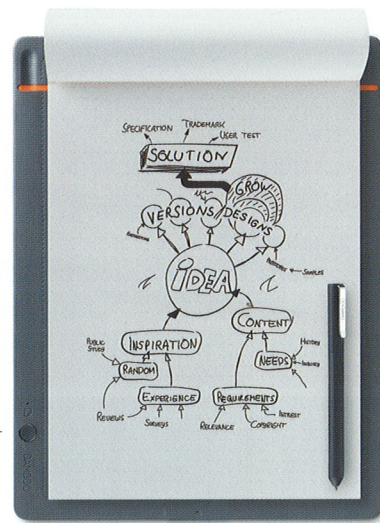 SPECIFICATION
TRADEMARK
USER TEST
SOLUTION
GROW
VERSIONS DESIGNS
SAMPLES
iDEA
CONTENT
INSPIRATION
PUBLIC STUDY
RANDOM
NEEDS
HISTORY
EXPERIENCE
REQUIREMENTS
REVIEWS
SURVEYS
RELEVANCE
COPYRIGHT
INTEREST